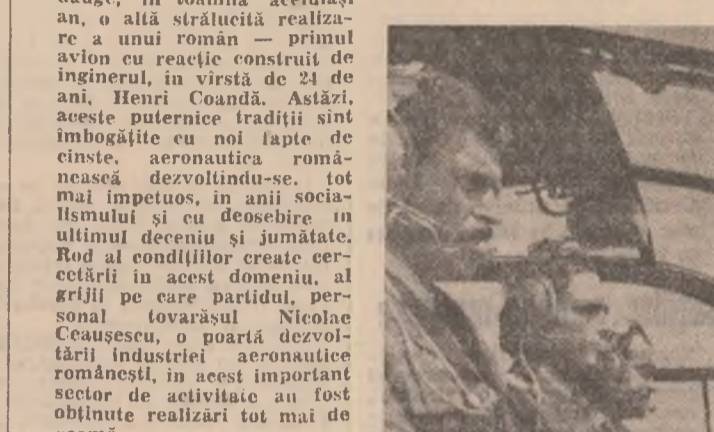 în toamna aceluiași
an, o altă strălucită realiza-
re a unui român — primul
avion cu reacție construit de
inginerul, în vîrstă de 24 de
ani, Henri Coandă. Astăzi,
aceste puternice tradiții sînt
îmbogățite cu noi fapte de
cinste, aeronautica româ-
nească dezvoltindu-se, tot
mai impetuos, în anii socia-
lismului și cu deosebire în
ultimul deceniu și jumătate.
Rod al condițiilor create cer-
cetării în acest domeniu, al
grijii pe care partidul, per-
sonal tovarășul Nicolae
Ceaușescu, o poartă dezvol-
tării industriei aeronautice
românești, în acest important
sector de activitate au fost
obținute realizări tot mai de